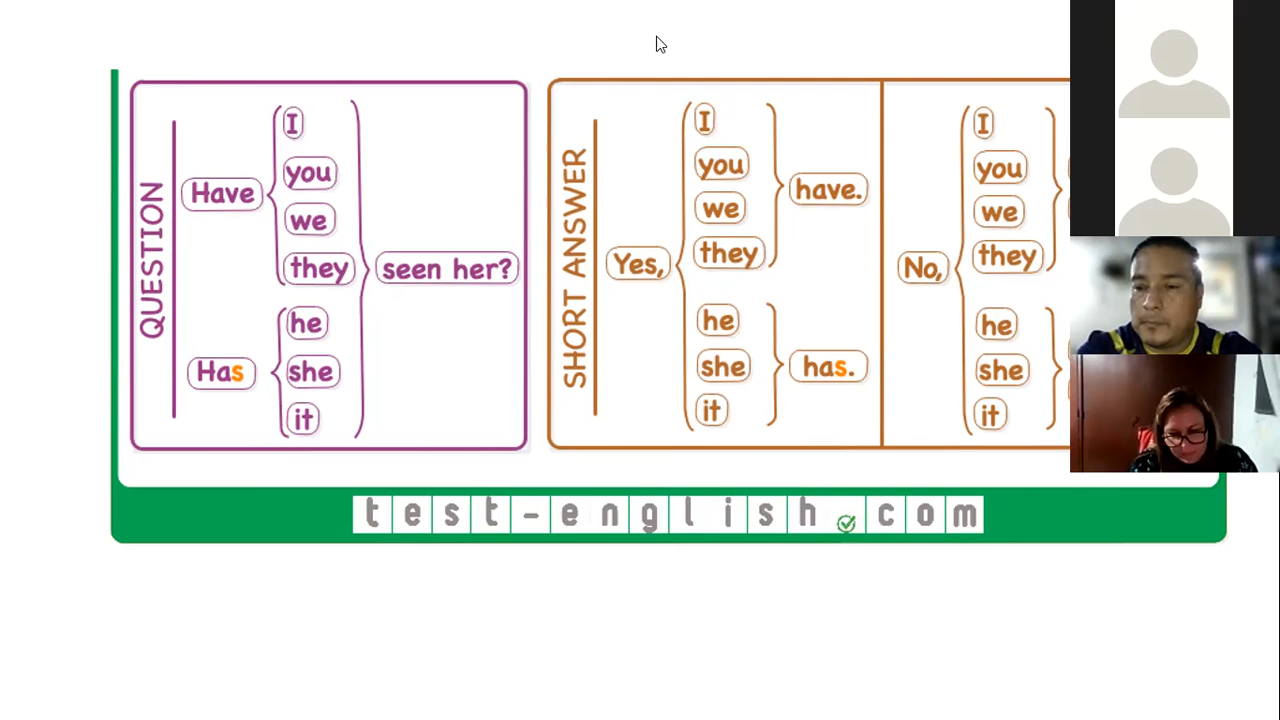 QUESTION
Have
I
you
we
they
Has
he
she
it
seen her?
SHORT ANSWER
Yes,
I
you
we
they
have.
he
she
it
has.
No,
I
you
we
they
he
she
it
test-english.com